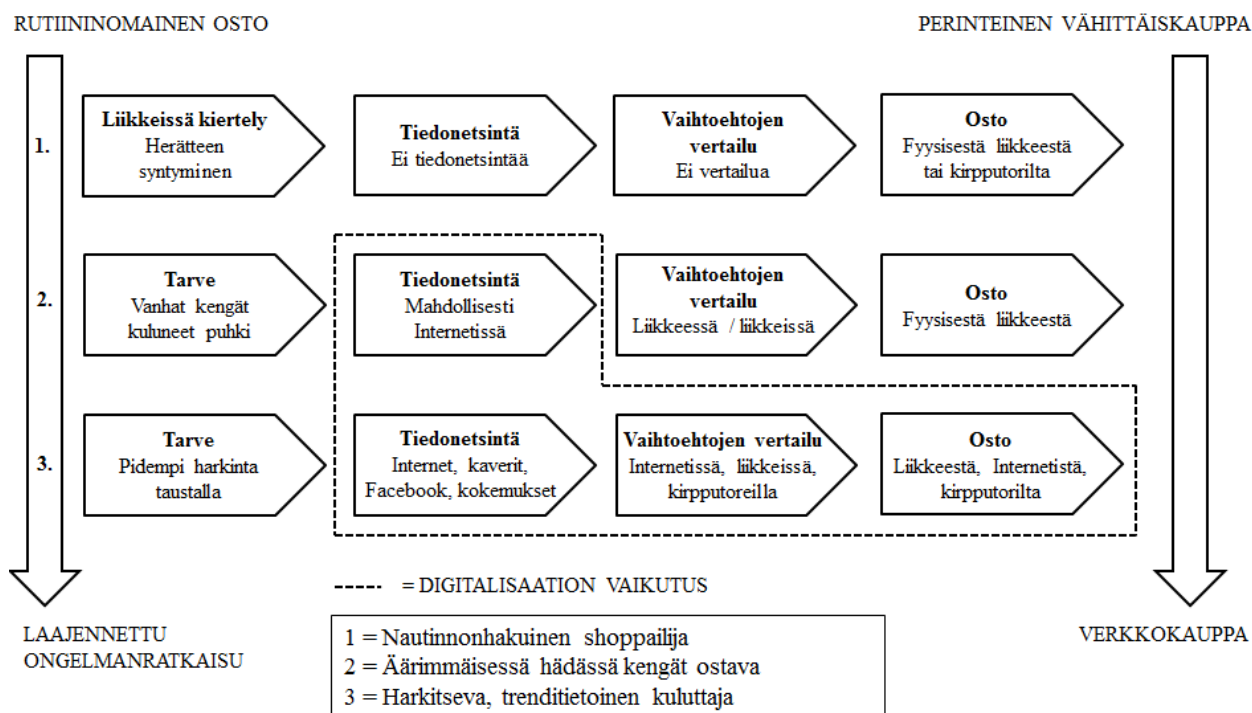 RUTIININOMAINEN OSTO
PERINTEINEN VÄHITTÄISKAUPPA
1.
Liikkeissä kiertely
Herätteen
syntyminen
Tiedonetsintä
Ei tiedonetsintää
Vaihtoehtojen
vertailu
Ei vertailua
Osto
Fyysisestä liikkeestä
tai kirpputorilta
2.
Tarve
Vanhat kengät
kuluneet puhki
Tiedonetsintä
Mahdollisesti
Internetissä
Vaihtoehtojen
vertailu
Liikkeessä / liikkeissä
Osto
Fyysisestä liikkeestä
3.
Tarve
Pidempi harkinta
taustalla
Tiedonetsintä
Internet, kaverit,
Facebook, kokemukset
Vaihtoehtojen vertailu
Internetissä, liikkeissä,
kirpputoreilla
Osto
Liikkeestä, Internetistä,
kirpputorilta
= DIGITALISAATION VAIKUTUS
LAAJENNETTU
ONGELMANRATKAISU
VERKKOKAUPPA
1 = Nautinnonhakuinen shoppailija
2 = Äärimmäisessä hädässä kengät ostava
3 = Harkitseva, trenditietoinen kuluttaja